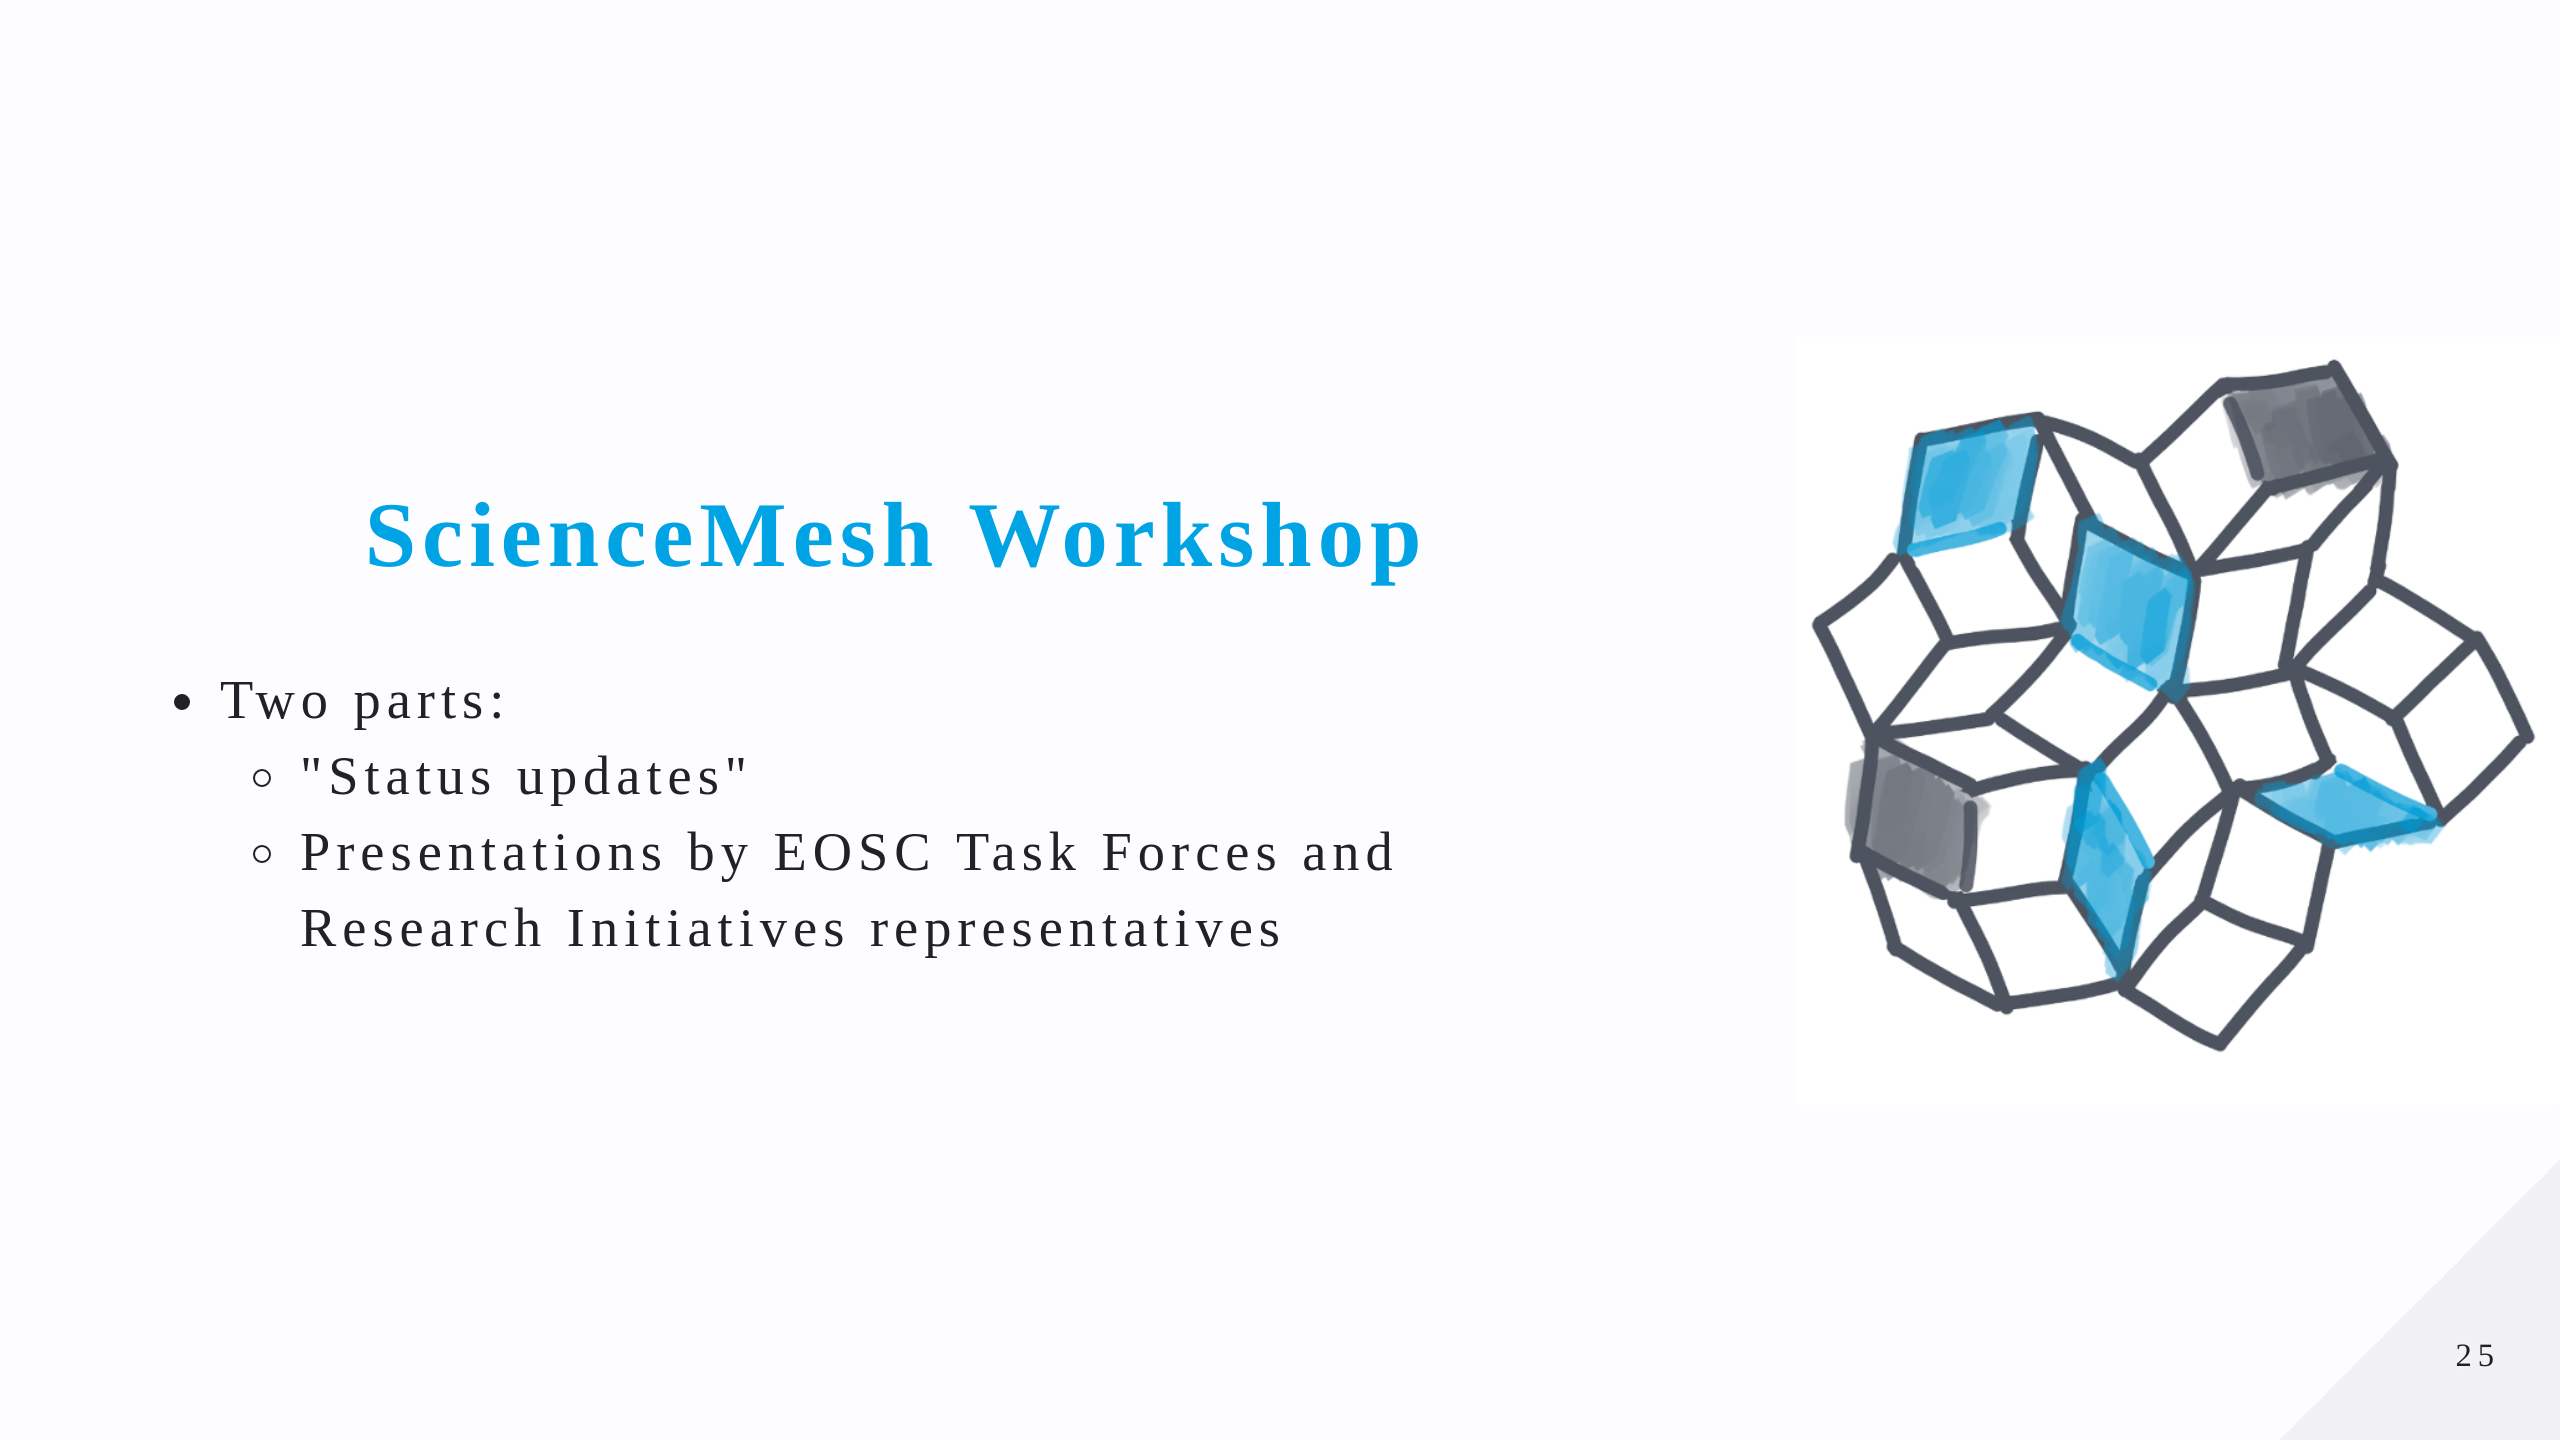 ScienceMesh Workshop
• Two parts:
○ "Status updates"
○ Presentations by EOSC Task Forces and
Research Initiatives representatives
25